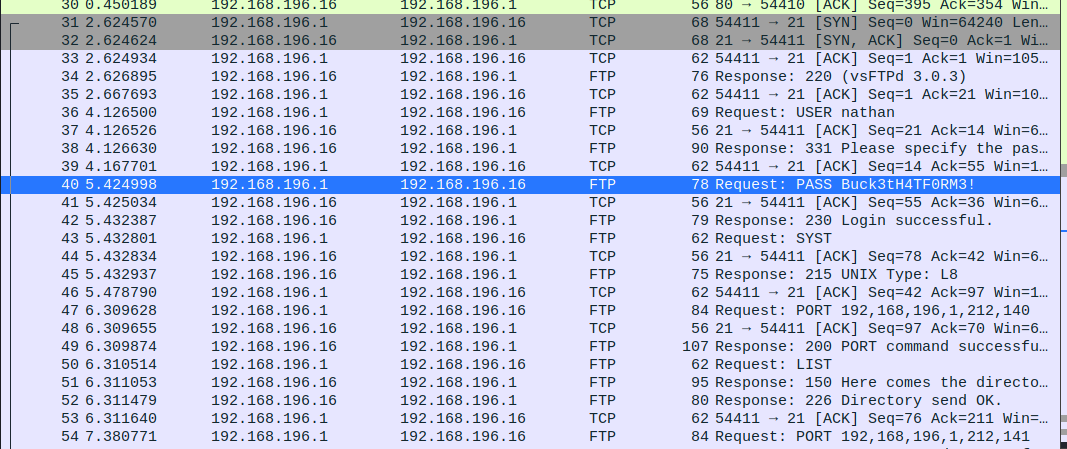 30 0.450189 192.168.196.16 192.168.196.1 TCP 56 80 → 54410 [ACK] Seq=395 Ack=354 Win…
31 2.624570 192.168.196.1 192.168.196.16 TCP 68 54411 → 21 [SYN] Seq=0 Win=64240 Len…
32 2.624624 192.168.196.16 192.168.196.1 TCP 68 21 → 54411 [SYN, ACK] Seq=0 Ack=1 Wi…
33 2.624934 192.168.196.1 192.168.196.16 TCP 62 54411 → 21 [ACK] Seq=1 Ack=1 Win=105…
34 2.626895 192.168.196.16 192.168.196.1 FTP 76 Response: 220 (vsFTPd 3.0.3)
35 2.667693 192.168.196.1 192.168.196.16 TCP 62 54411 → 21 [ACK] Seq=1 Ack=21 Win=10…
36 4.126500 192.168.196.1 192.168.196.16 FTP 69 Request: USER nathan
37 4.126526 192.168.196.16 192.168.196.1 TCP 56 21 → 54411 [ACK] Seq=21 Ack=14 Win=6…
38 4.126630 192.168.196.16 192.168.196.1 FTP 90 Response: 331 Please specify the pas…
39 4.167701 192.168.196.1 192.168.196.16 TCP 62 54411 → 21 [ACK] Seq=14 Ack=55 Win=1…
40 5.424998 192.168.196.1 192.168.196.16 FTP 78 Request: PASS Buck3tH4TF0RM3!
41 5.425034 192.168.196.16 192.168.196.1 TCP 56 21 → 54411 [ACK] Seq=55 Ack=36 Win=6…
42 5.432387 192.168.196.16 192.168.196.1 FTP 79 Response: 230 Login successful.
43 5.432801 192.168.196.1 192.168.196.16 FTP 62 Request: SYST
44 5.432834 192.168.196.16 192.168.196.1 TCP 56 21 → 54411 [ACK] Seq=78 Ack=42 Win=6…
45 5.432937 192.168.196.16 192.168.196.1 FTP 75 Response: 215 UNIX Type: L8
46 5.478790 192.168.196.1 192.168.196.16 TCP 62 54411 → 21 [ACK] Seq=42 Ack=97 Win=1…
47 6.309628 192.168.196.1 192.168.196.16 FTP 84 Request: PORT 192,168,196,1,212,140
48 6.309655 192.168.196.16 192.168.196.1 TCP 56 21 → 54411 [ACK] Seq=97 Ack=70 Win=6…
49 6.309874 192.168.196.16 192.168.196.1 FTP 107 Response: 200 PORT command successfu…
50 6.310514 192.168.196.1 192.168.196.16 FTP 62 Request: LIST
51 6.311053 192.168.196.16 192.168.196.1 FTP 95 Response: 150 Here comes the directo…
52 6.311479 192.168.196.16 192.168.196.1 FTP 80 Response: 226 Directory send OK.
53 6.311640 192.168.196.1 192.168.196.16 TCP 62 54411 → 21 [ACK] Seq=76 Ack=211 Win=…
54 7.380771 192.168.196.1 192.168.196.16 FTP 84 Request: PORT 192,168,196,1,212,141